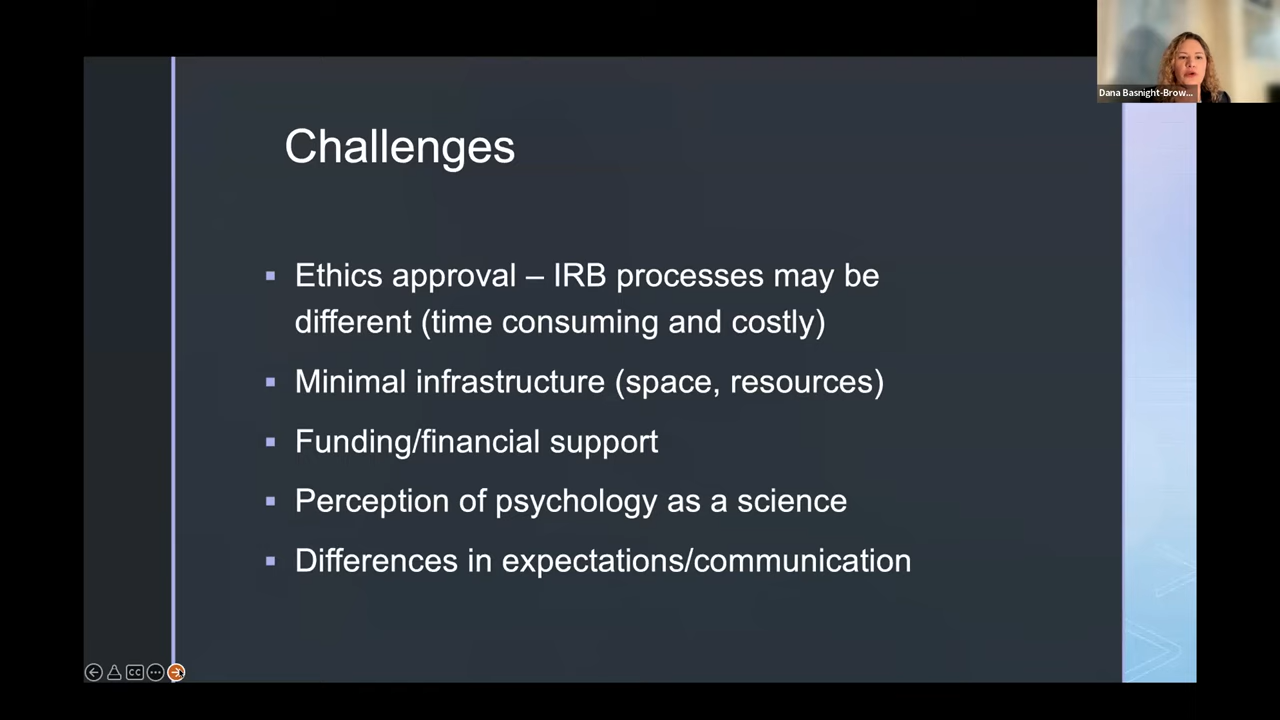 Dana Basnight-Brow...
Challenges
Ethics approval – IRB processes may be
different (time consuming and costly)
Minimal infrastructure (space, resources)
Funding/financial support
Perception of psychology as a science
Differences in expectations/communication
CC